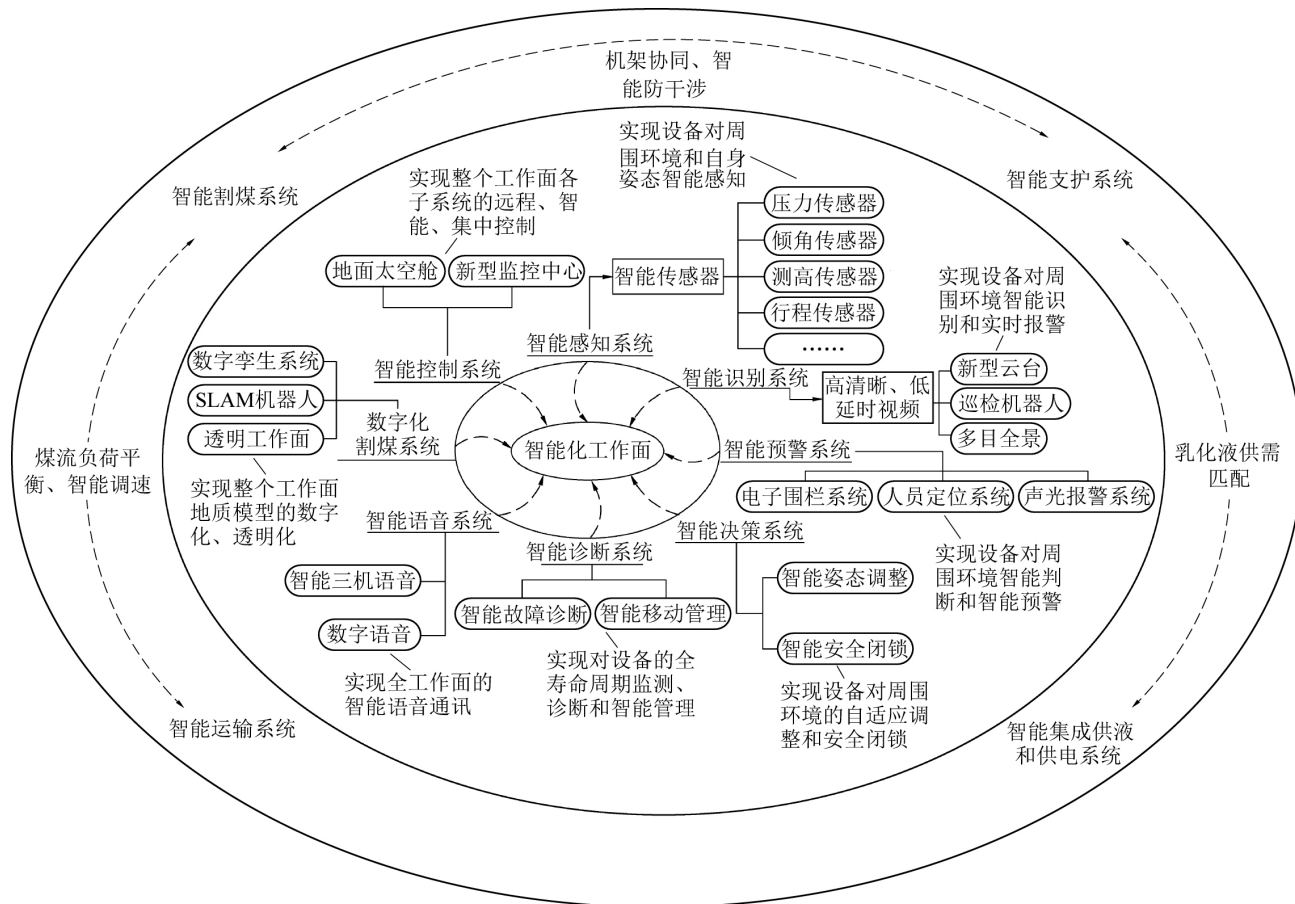 机架协同、智
能防干涉
智能割煤系统
智能支护系统
煤流负荷平
衡、智能调速
乳化液供需
匹配
智能运输系统
智能集成供液
和供电系统
实现设备对周
围环境和自身
姿态智能感知
压力传感器
倾角传感器
测高传感器
行程传感器
……
智能传感器
智能感知系统
实现整个工作面各
子系统的远程、智
能、集中控制
地面太空舱
新型监控中心
智能控制系统
实现设备对周
围环境智能识
别和实时报警
新型云台
巡检机器人
多目全景
高清晰、低
延时视频
智能识别系统
数字孪生系统
SLAM机器人
透明工作面
数字化
割煤系统
实现整个工作面
地质模型的数字
化、透明化
智能化工作面
智能预警系统
电子围栏系统
人员定位系统
声光报警系统
实现设备对周
围环境智能判
断和智能预警
智能语音系统
智能三机语音
数字语音
实现全工作面的
智能语音通讯
智能诊断系统
智能故障诊断
智能移动管理
实现对设备的全
寿命周期监测、
诊断和智能管理
智能决策系统
智能姿态调整
智能安全闭锁
实现设备对周围
环境的自适应调
整和安全闭锁